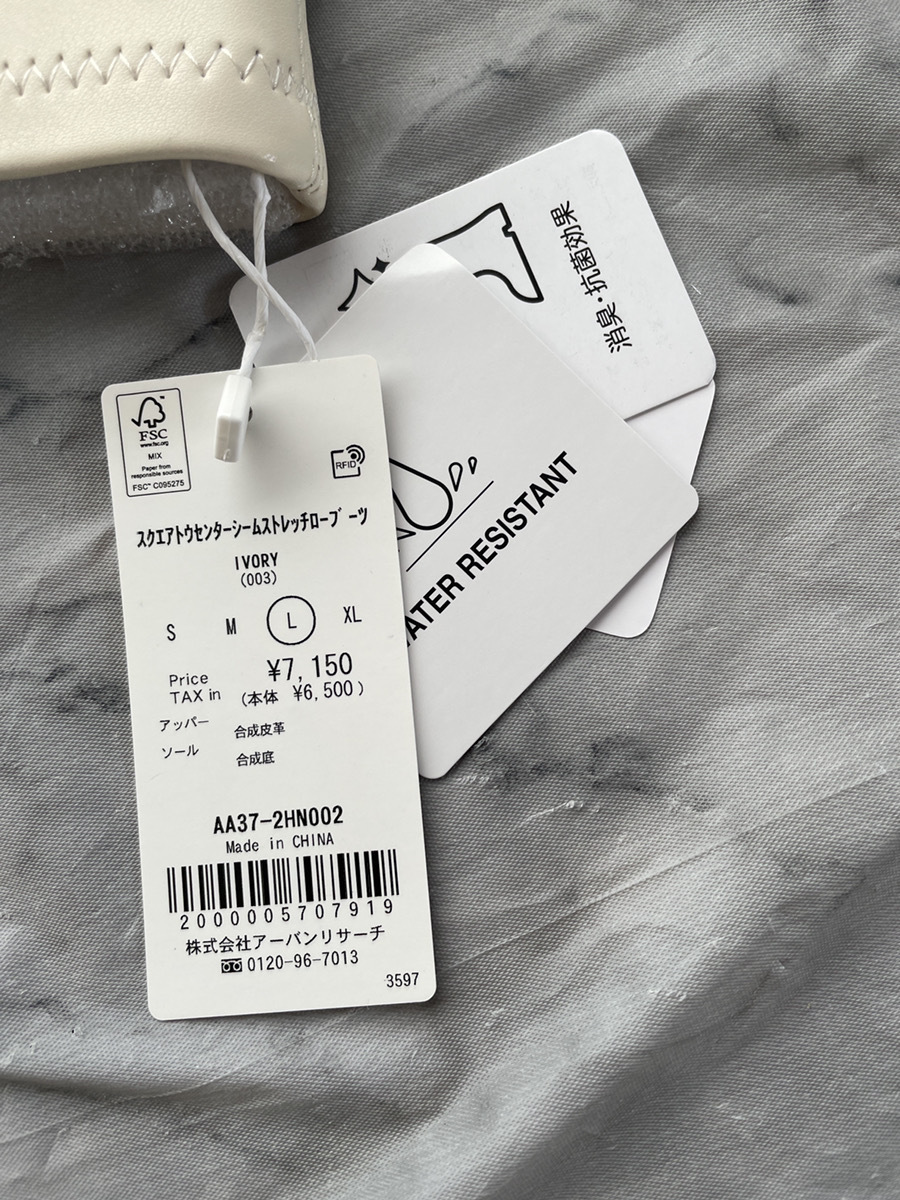 FSC
www.fsc.org
MIX
Paper from
responsible sources
FSC™ C095275
RFID
スクエアトウセンターシームストレッチローブーツ
IVORY
(003)
S M L XL
Price ¥7,150
TAX in (本体 ¥6,500)
アッパー 合成皮革
ソール 合成底
AA37-2HN002
Made in CHINA
2000005707919
株式会社アーバンリサーチ
0120-96-7013
3597
ATER RESISTANT
消臭・抗菌効果